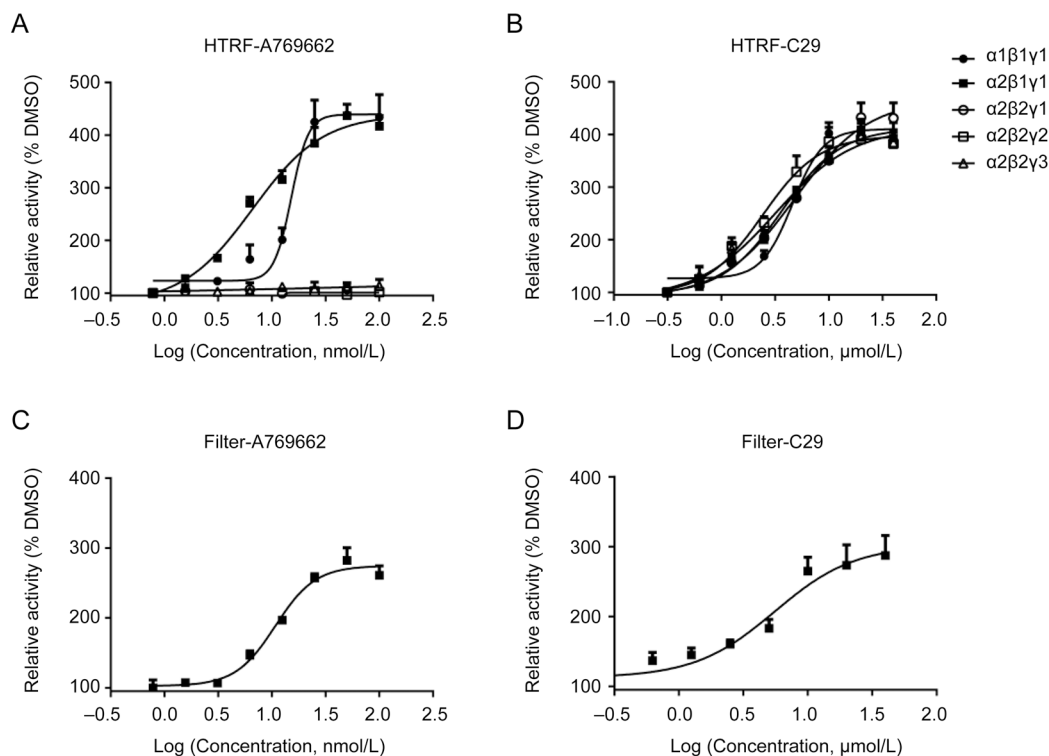 A
HTRF-A769662
Relative activity (% DMSO)
500
400
300
200
100
–0.5 0.0 0.5 1.0 1.5 2.0 2.5
Log (Concentration, nmol/L)
B
HTRF-C29
Relative activity (% DMSO)
500
400
300
200
100
–1.0 –0.5 0.0 0.5 1.0 1.5 2.0
Log (Concentration, μmol/L)
α1β1γ1
α2β1γ1
α2β2γ1
α2β2γ2
α2β2γ3
C
Filter-A769662
Relative activity (% DMSO)
400
300
200
100
–0.5 0.0 0.5 1.0 1.5 2.0 2.5
Log (Concentration, nmol/L)
D
Filter-C29
Relative activity (% DMSO)
400
300
200
100
–0.5 0.0 0.5 1.0 1.5 2.0
Log (Concentration, μmol/L)